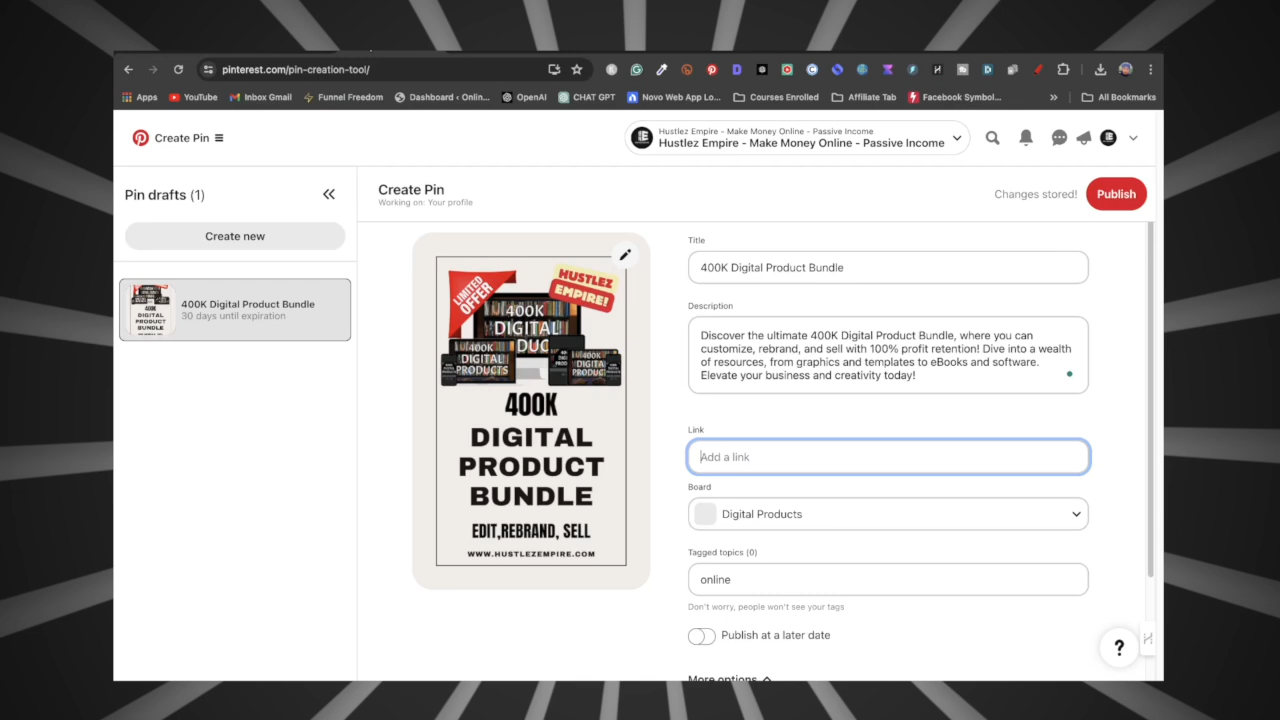 pinterest.com/pin-creation-tool/
Apps
YouTube
Inbox Gmail
Funnel Freedom
Dashboard ‹ Onlin...
OpenAI
CHAT GPT
Novo Web App Lo...
Courses Enrolled
Affiliate Tab
Facebook Symbol...
»
All Bookmarks
Create Pin
Hustlez Empire - Make Money Online - Passive Income
Hustlez Empire - Make Money Online - Passive Income
Pin drafts (1)
Create new
400K Digital Product Bundle
30 days until expiration
Create Pin
Working on: Your profile
Changes stored!
Publish
LIMITED
OFFER
HUSTLEZ
EMPIRE!
400K
DIGITAL
400K
DIGITAL
PRODUCTS
400K
DIGITAL
400K
DIGITAL
PRODUCT
BUNDLE
EDIT,REBRAND, SELL
WWW.HUSTLEZEMPIRE.COM
Title
400K Digital Product Bundle
Description
Discover the ultimate 400K Digital Product Bundle, where you can
customize, rebrand, and sell with 100% profit retention! Dive into a wealth
of resources, from graphics and templates to eBooks and software.
Elevate your business and creativity today!
Link
Add a link
Board
Digital Products
Tagged topics (0)
online
Don't worry, people won't see your tags
Publish at a later date
?
More options